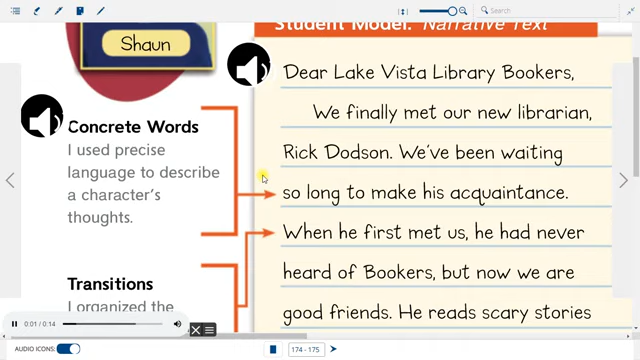 Search
Student Model: Narrative Text
Shaun
Dear Lake Vista Library Bookers,
We finally met our new librarian,
Rick Dodson. We've been waiting
so long to make his acquaintance.
When he first met us, he had never
heard of Bookers, but now we are
good friends. He reads scary stories
Concrete Words
I used precise
language to describe
a character's
thoughts.
Transitions
I organized the
0:01 / 0:14
AUDIO ICONS:
174 - 175